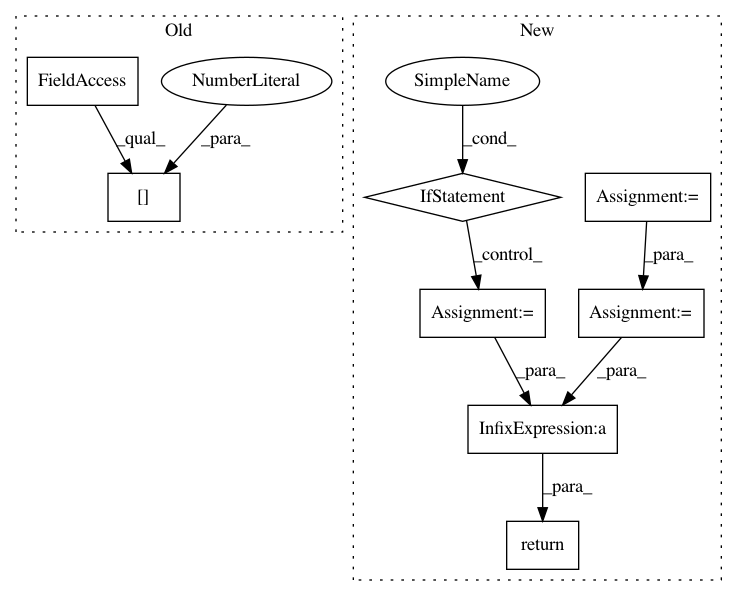 Old
New
FieldAccess
NumberLiteral
SimpleName
_qual_
_para_
_cond_
[]
IfStatement
Assignment:=
_control_
_para_
Assignment:=
Assignment:=
_para_
_para_
InfixExpression:a
_para_
return